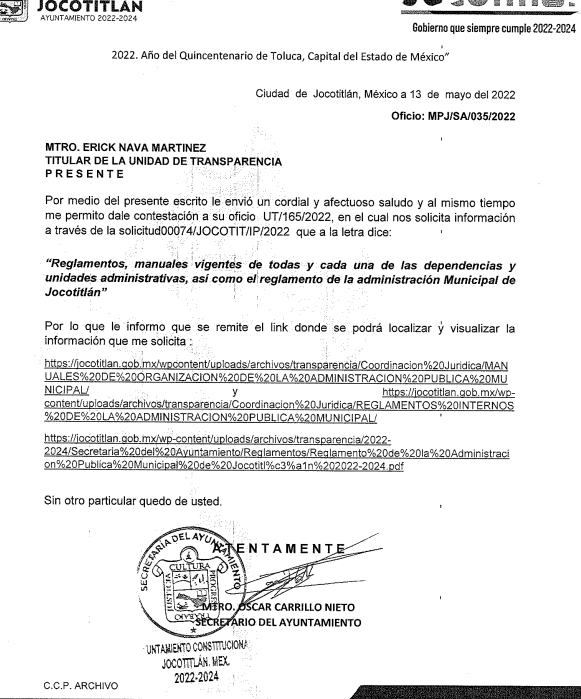 JOCOTITLAN
AYUNTAMIENTO 2022-2024
Gobierno que siempre cumple 2022-2024
2022. Año del Quincentenario de Toluca, Capital del Estado de México"
Ciudad de Jocotitlán, México a 13 de mayo del 2022
Oficio: MPJ/SA/035/2022
MTRO. ERICK NAVA MARTINEZ
TITULAR DE LA UNIDAD DE TRANSPARENCIA
P R E S E N T E
Por medio del presente escrito le envió un cordial y afectuoso saludo y al mismo tiempo
me permito dale contestación a su oficio UT/165/2022, en el cual nos solicita información
a través de la solicitud00074/JOCOTIT/IP/2022 que a la letra dice:
"Reglamentos, manuales vigentes de todas y cada una de las dependencias y
unidades administrativas, así como el reglamento de la administración Municipal de
Jocotitlán"
Por lo que le informo que se remite el link donde se podrá localizar y visualizar la
información que me solicita :
https://jocotitlan.gob.mx/wpcontent/uploads/archivos/transparencia/Coordinacion%20Juridica/MAN
UALES%20DE%20ORGANIZACION%20DE%20LA%20ADMINISTRACION%20PUBLICA%20MU
NICIPAL/ y https://jocotitlan.gob.mx/wp-
content/uploads/archivos/transparencia/Coordinacion%20Juridica/REGLAMENTOS%20INTERNOS
%20DE%20LA%20ADMINISTRACION%20PUBLICA%20MUNICIPAL/
https://jocotitlan.gob.mx/wp-content/uploads/archivos/transparencia/2022-
2024/Secretaria%20del%20Ayuntamiento/Reglamentos/Reglamento%20de%20la%20Administraci
on%20Publica%20Municipal%20de%20Jocotitl%c3%a1n%202022-2024.pdf
Sin otro particular quedo de usted.
A T E N T A M E N T E
SECRETARIA DEL AYUNTAMIENTO
CULTURA
JUSTICIA
PROGRESO
TRABAJO
MTRO. OSCAR CARRILLO NIETO
SECRETARIO DEL AYUNTAMIENTO
UNTAMIENTO CONSTITUCIONA
JOCOTITLÁN. MEX.
2022-2024
C.C.P. ARCHIVO